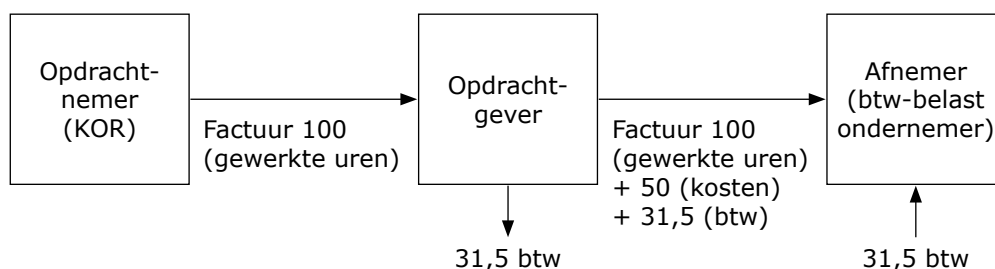 Opdracht-
nemer
(KOR)
Factuur 100
(gewerkte uren)
Opdracht-
gever
Factuur 100
(gewerkte uren)
+ 50 (kosten)
+ 31,5 (btw)
Afnemer
(btw-belast
ondernemer)
31,5 btw
31,5 btw